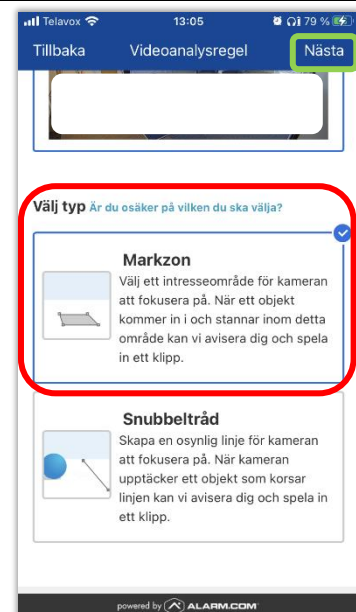 Telavox 13:05 79 %
Tillbaka Videoanalysregel Nästa
Välj typ Är du osäker på vilken du ska välja?
Markzon
Välj ett intresseområde för kameran
att fokusera på. När ett objekt
kommer in i och stannar inom detta
område kan vi avisera dig och spela
in ett klipp.
Snubbeltråd
Skapa en osynlig linje för kameran
att fokusera på. När kameran
upptäcker ett objekt som korsar
linjen kan vi avisera dig och spela in
ett klipp.
powered by ALARM.COM